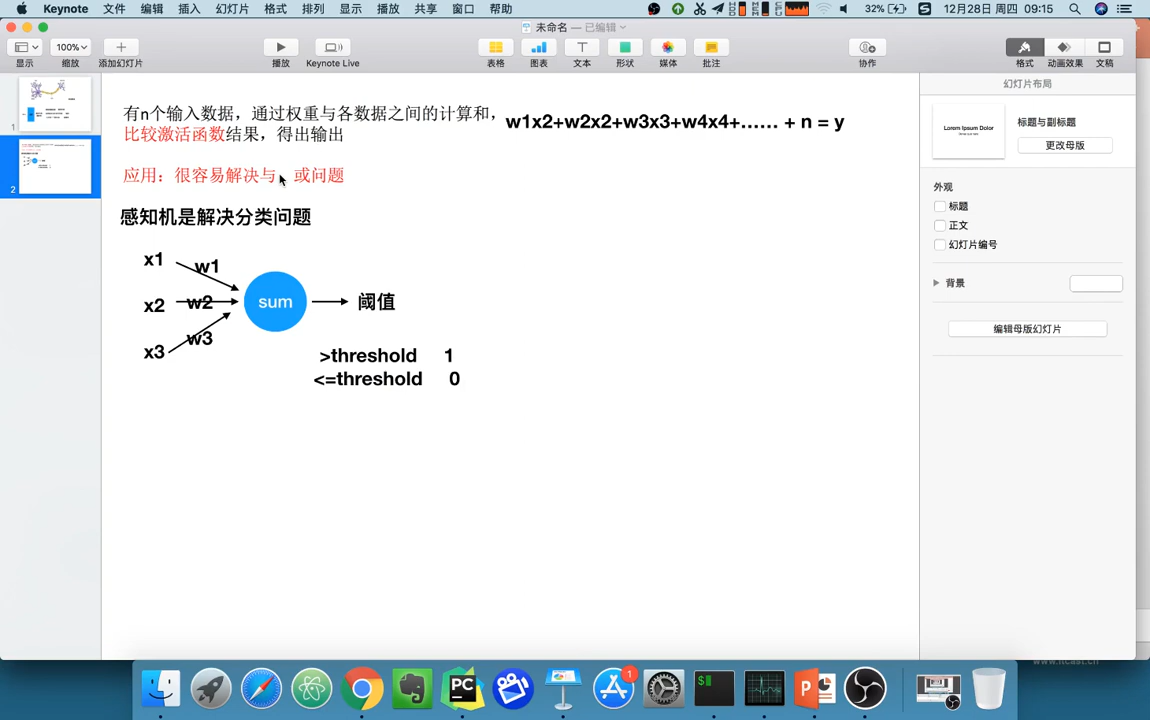 Keynote 文件 编辑 插入 幻灯片 格式 排列 显示 播放 共享 窗口 帮助 32% 12月28日 周四 09:15
未命名 — 已编辑
100%
显示 缩放 添加幻灯片 播放 Keynote Live 表格 图表 文本 形状 媒体 批注 协作 格式 动画效果 文稿
幻灯片布局
有n个输入数据，通过权重与各数据之间的计算和，
比较激活函数结果，得出输出
w1x2+w2x2+w3x3+w4x4+...... + n = y
应用：很容易解决与、或问题
感知机是解决分类问题
x1 w1
x2 w2 sum 阈值
x3 w3
>threshold 1
<=threshold 0
1
2
Lorem Ipsum Dolor
标题与副标题
更改母版
外观
标题
正文
幻灯片编号
背景
编辑母版幻灯片
www.itcast.cn
PC
1
$
P